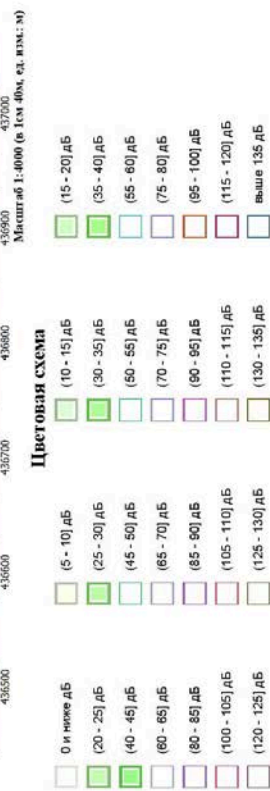 436500 436600 436700 436800 436900 437000
Масштаб 1:4000 (в 1см 40м, ед. изм.: м)
Цветовая схема
0 и ниже дБ (5 - 10] дБ (10 - 15] дБ (15 - 20] дБ
(20 - 25] дБ (25 - 30] дБ (30 - 35] дБ (35 - 40] дБ
(40 - 45] дБ (45 - 50] дБ (50 - 55] дБ (55 - 60] дБ
(60 - 65] дБ (65 - 70] дБ (70 - 75] дБ (75 - 80] дБ
(80 - 85] дБ (85 - 90] дБ (90 - 95] дБ (95 - 100] дБ
(100 - 105] дБ (105 - 110] дБ (110 - 115] дБ (115 - 120] дБ
(120 - 125] дБ (125 - 130] дБ (130 - 135] дБ выше 135 дБ